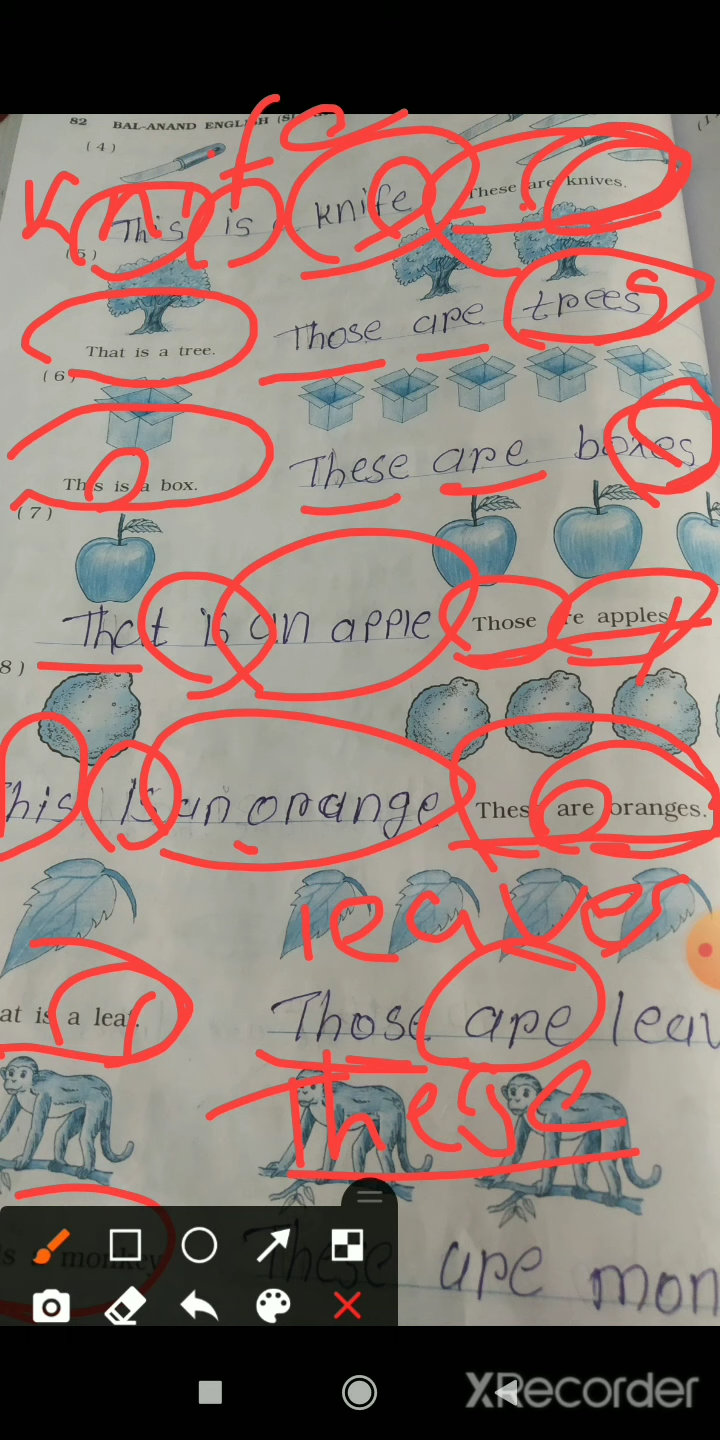 82 BAL-ANAND ENGLISH
(4)
K n i f e
This is a knife These are knives.
(5)
That is a tree. Those are trees
(6)
This is a box. These are boxes
(7)
That is an apple Those are apples
8)
This is an orange These are oranges.
leaves
at is a leaf. Those are leav
These
is a monkey These are mon
XRecorder